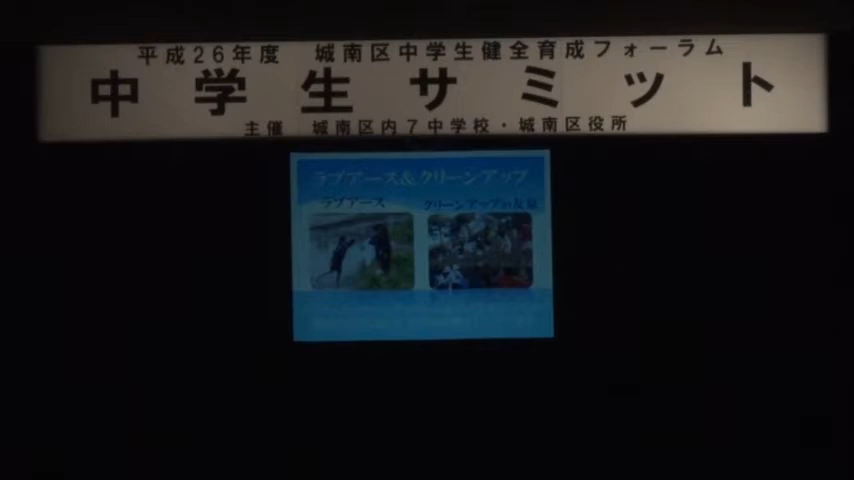 平成26年度 城南区中学生健全育成フォーラム
中学生サミット
主催 城南区内7中学校・城南区役所
ラブアース&クリーンアップ
ラブアース